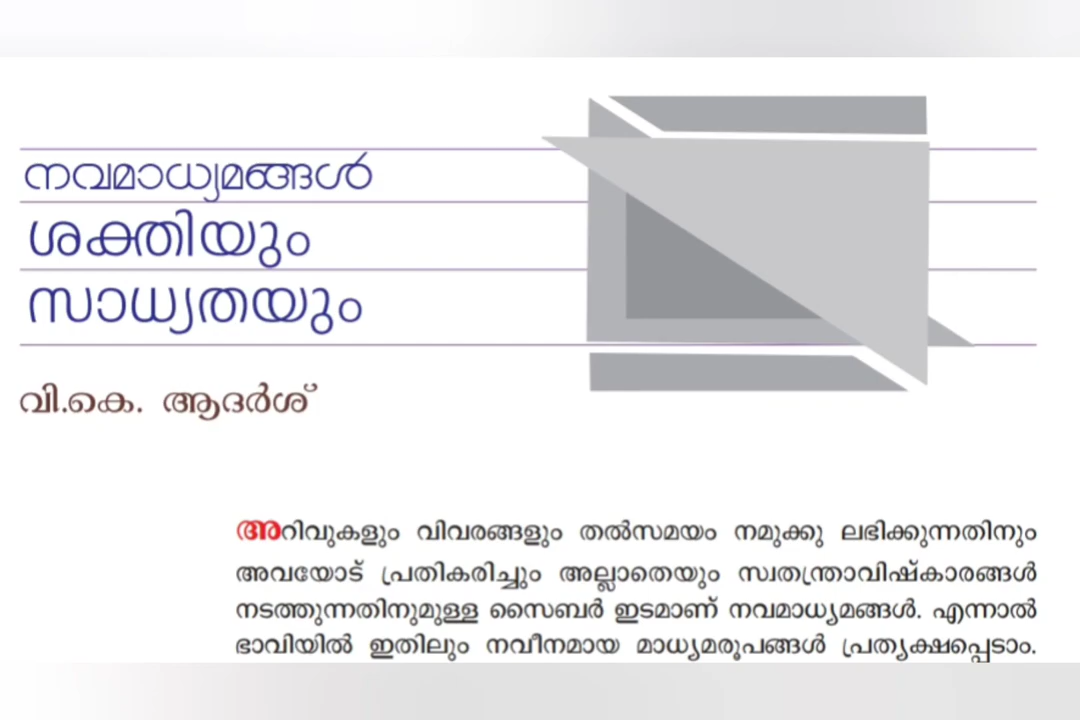 നവമാധ്യമങ്ങൾ
ശക്തിയും
സാധ്യതയും
വി.കെ. ആദർശ്
അറിവുകളും വിവരങ്ങളും തൽസമയം നമുക്കു ലഭിക്കുന്നതിനും
അവയോട് പ്രതികരിച്ചും അല്ലാതെയും സ്വതന്ത്രാവിഷ്കാരങ്ങൾ
നടത്തുന്നതിനുമുള്ള സൈബർ ഇടമാണ് നവമാധ്യമങ്ങൾ. എന്നാൽ
ഭാവിയിൽ ഇതിലും നവീനമായ മാധ്യമരൂപങ്ങൾ പ്രത്യക്ഷപ്പെടാം.